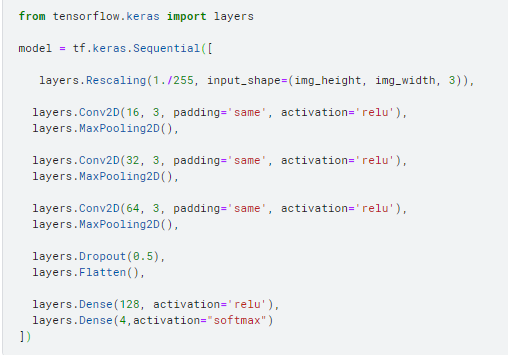 from tensorflow.keras import layers
model = tf.keras.Sequential([
layers.Rescaling(1./255, input_shape=(img_height, img_width, 3)),
layers.Conv2D(16, 3, padding='same', activation='relu'),
layers.MaxPooling2D(),
layers.Conv2D(32, 3, padding='same', activation='relu'),
layers.MaxPooling2D(),
layers.Conv2D(64, 3, padding='same', activation='relu'),
layers.MaxPooling2D(),
layers.Dropout(0.5),
layers.Flatten(),
layers.Dense(128, activation='relu'),
layers.Dense(4,activation="softmax")
])